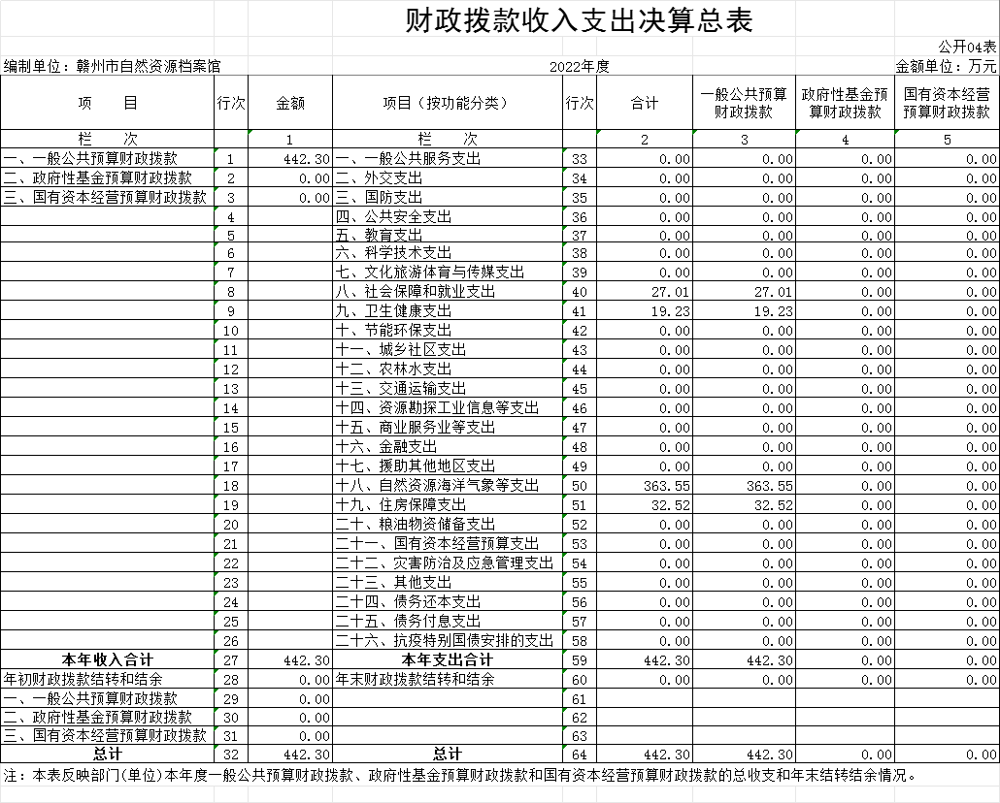 财政拨款收入支出决算总表
公开04表
编制单位：赣州市自然资源档案馆 2022年度 金额单位：万元
项 目 行次 金额 项目（按功能分类） 行次 合计 一般公共预算财政拨款 政府性基金预算财政拨款 国有资本经营预算财政拨款
栏 次 1 栏 次 2 3 4 5
一、一般公共预算财政拨款 1 442.30 一、一般公共服务支出 33 0.00 0.00 0.00 0.00
二、政府性基金预算财政拨款 2 0.00 二、外交支出 34 0.00 0.00 0.00 0.00
三、国有资本经营预算财政拨款 3 0.00 三、国防支出 35 0.00 0.00 0.00 0.00
4 四、公共安全支出 36 0.00 0.00 0.00 0.00
5 五、教育支出 37 0.00 0.00 0.00 0.00
6 六、科学技术支出 38 0.00 0.00 0.00 0.00
7 七、文化旅游体育与传媒支出 39 0.00 0.00 0.00 0.00
8 八、社会保障和就业支出 40 27.01 27.01 0.00 0.00
9 九、卫生健康支出 41 19.23 19.23 0.00 0.00
10 十、节能环保支出 42 0.00 0.00 0.00 0.00
11 十一、城乡社区支出 43 0.00 0.00 0.00 0.00
12 十二、农林水支出 44 0.00 0.00 0.00 0.00
13 十三、交通运输支出 45 0.00 0.00 0.00 0.00
14 十四、资源勘探工业信息等支出 46 0.00 0.00 0.00 0.00
15 十五、商业服务业等支出 47 0.00 0.00 0.00 0.00
16 十六、金融支出 48 0.00 0.00 0.00 0.00
17 十七、援助其他地区支出 49 0.00 0.00 0.00 0.00
18 十八、自然资源海洋气象等支出 50 363.55 363.55 0.00 0.00
19 十九、住房保障支出 51 32.52 32.52 0.00 0.00
20 二十、粮油物资储备支出 52 0.00 0.00 0.00 0.00
21 二十一、国有资本经营预算支出 53 0.00 0.00 0.00 0.00
22 二十二、灾害防治及应急管理支出 54 0.00 0.00 0.00 0.00
23 二十三、其他支出 55 0.00 0.00 0.00 0.00
24 二十四、债务还本支出 56 0.00 0.00 0.00 0.00
25 二十五、债务付息支出 57 0.00 0.00 0.00 0.00
26 二十六、抗疫特别国债安排的支出 58 0.00 0.00 0.00 0.00
本年收入合计 27 442.30 本年支出合计 59 442.30 442.30 0.00 0.00
年初财政拨款结转和结余 28 0.00 年末财政拨款结转和结余 60 0.00 0.00 0.00 0.00
一、一般公共预算财政拨款 29 0.00 61
二、政府性基金预算财政拨款 30 0.00 62
三、国有资本经营预算财政拨款 31 0.00 63
总计 32 442.30 总计 64 442.30 442.30 0.00 0.00
注：本表反映部门(单位)本年度一般公共预算财政拨款、政府性基金预算财政拨款和国有资本经营预算财政拨款的总收支和年末结转结余情况。